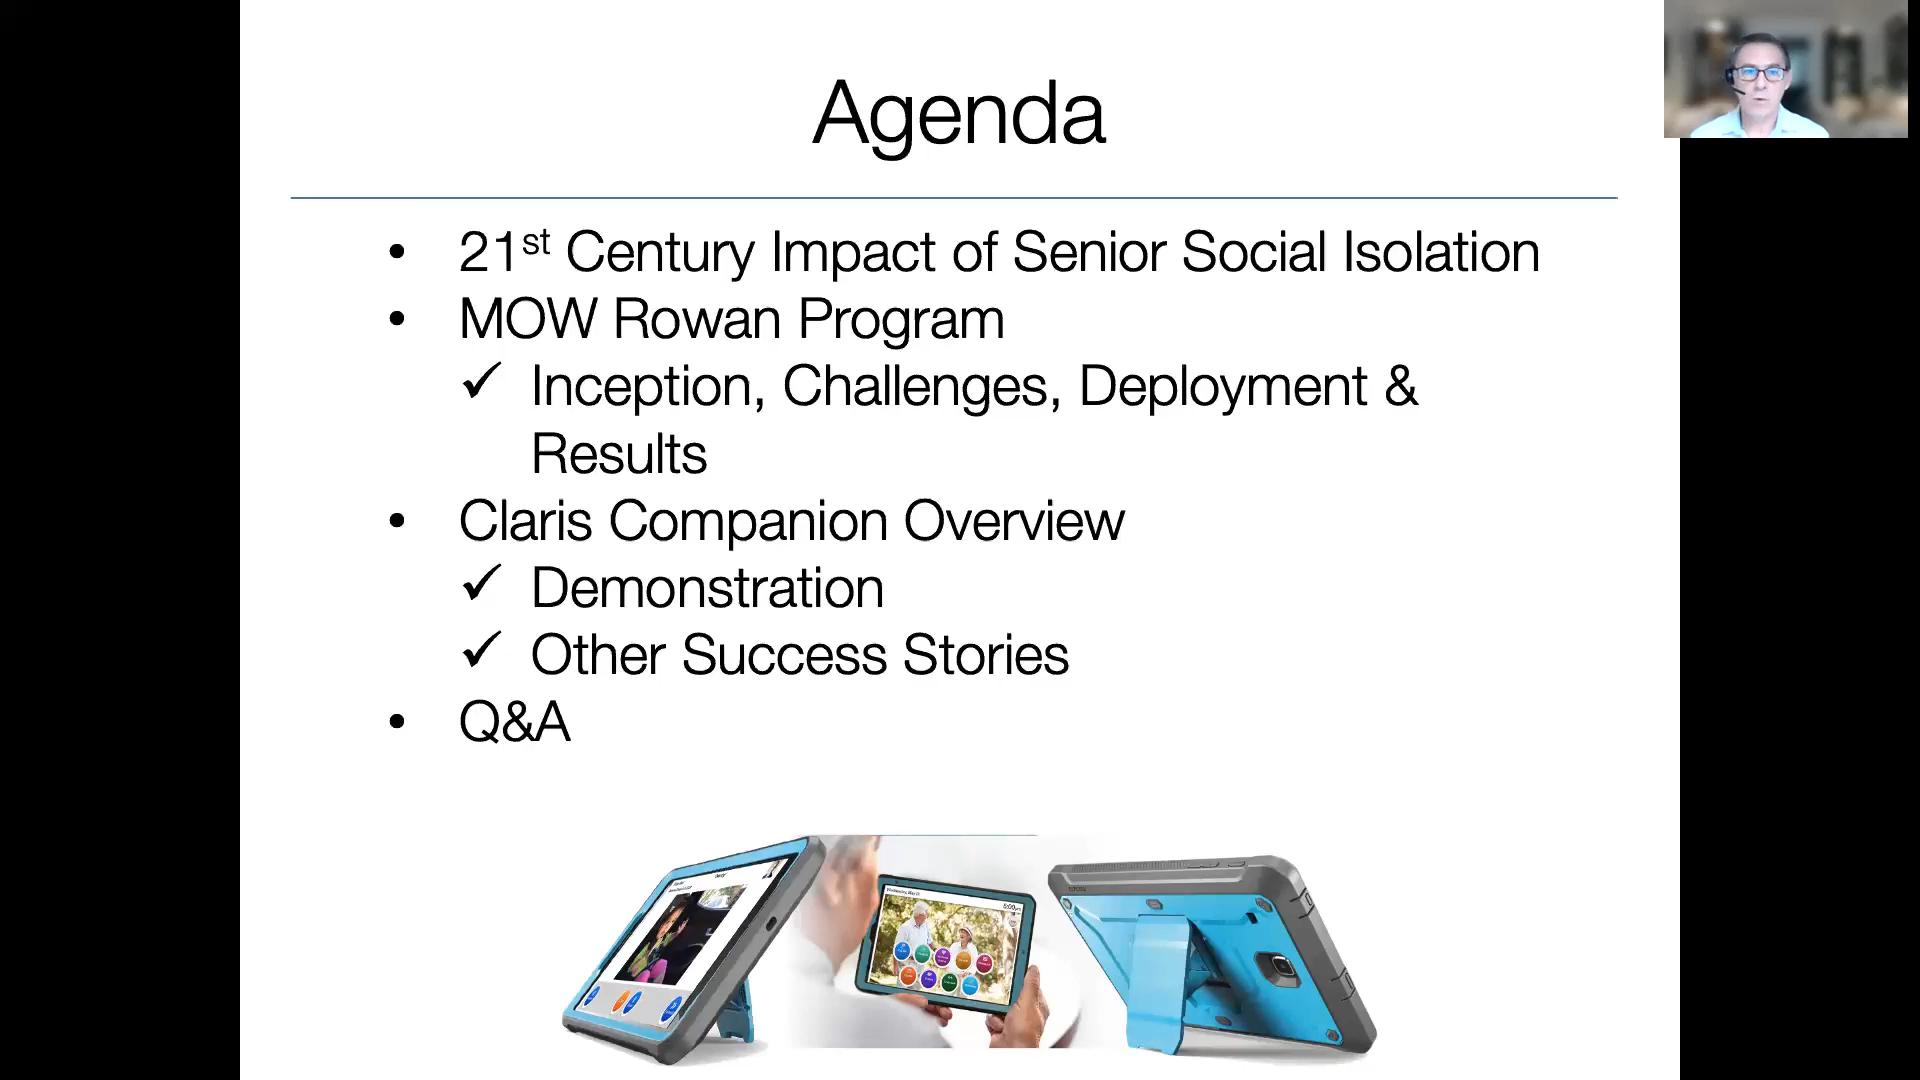 Agenda
• 21st Century Impact of Senior Social Isolation
• MOW Rowan Program
✓ Inception, Challenges, Deployment &
Results
• Claris Companion Overview
✓ Demonstration
✓ Other Success Stories
• Q&A